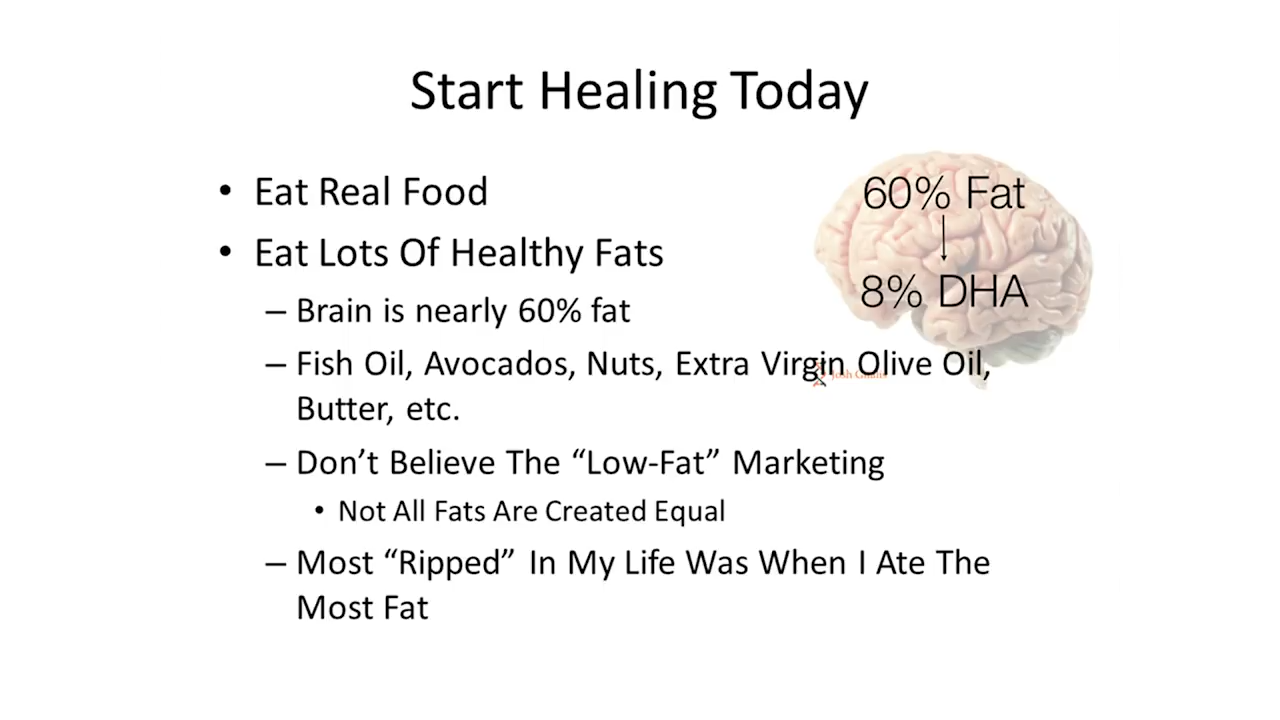 Start Healing Today
• Eat Real Food
• Eat Lots Of Healthy Fats
– Brain is nearly 60% fat
– Fish Oil, Avocados, Nuts, Extra Virgin Olive Oil,
Butter, etc.
– Don’t Believe The “Low-Fat” Marketing
• Not All Fats Are Created Equal
– Most “Ripped” In My Life Was When I Ate The
Most Fat
60% Fat
8% DHA
Josh